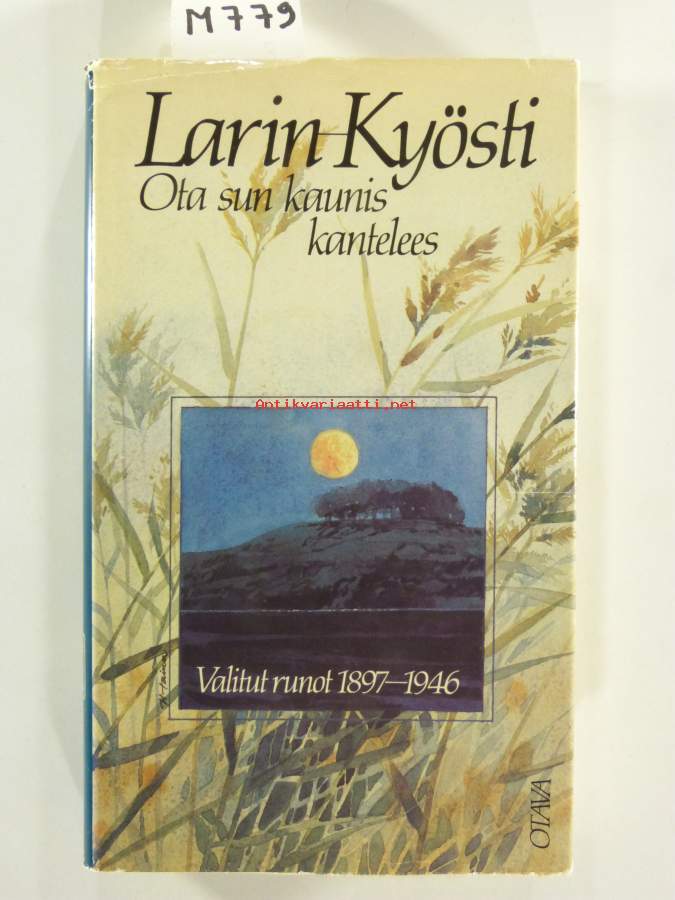 M779
Larin-Kyösti
Ota sun kaunis
kantelees
Antikvariaatti.net
Valitut runot 1897–1946
OTAVA